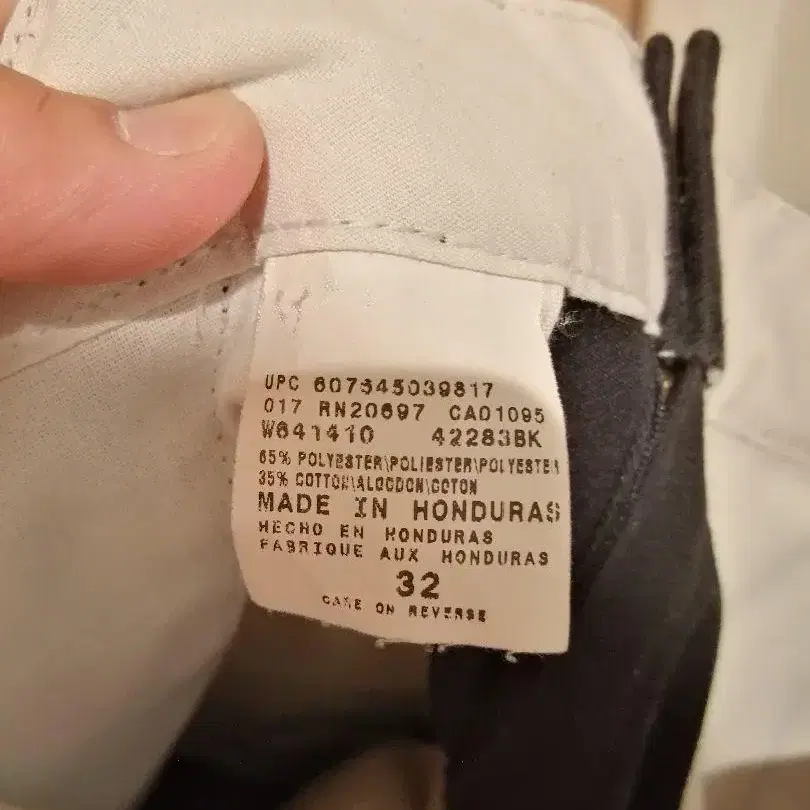 UPC 607645039817
017 RN20697 CA01095
W641410 42283BK
65% POLYESTER\POLIESTER\POLYESTER
35% COTTON\ALGODON\COTON
MADE IN HONDURAS
HECHO EN HONDURAS
FABRIQUE AUX HONDURAS
32
CARE ON REVERSE